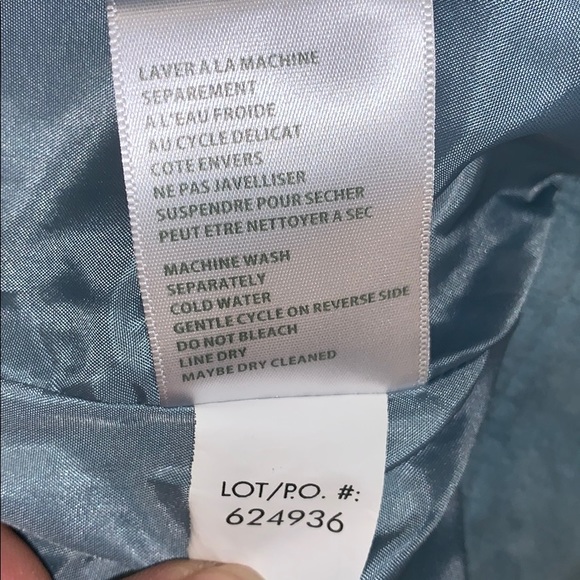 LAVER A LA MACHINE
SEPAREMENT
A L'EAU FROIDE
AU CYCLE DELICAT
COTE ENVERS
NE PAS JAVELLISER
SUSPENDRE POUR SECHER
PEUT ETRE NETTOYER A SEC
MACHINE WASH
SEPARATELY
COLD WATER
GENTLE CYCLE ON REVERSE SIDE
DO NOT BLEACH
LINE DRY
MAYBE DRY CLEANED
LOT/P.O. #:
624936